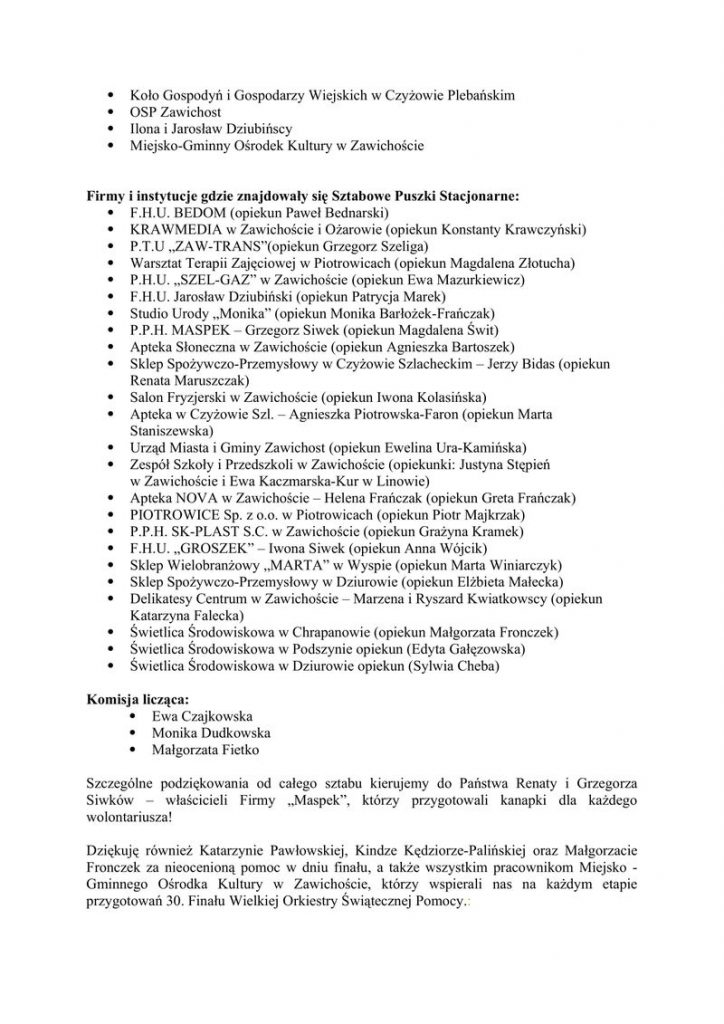 • Koło Gospodyń i Gospodarzy Wiejskich w Czyżowie Plebańskim
• OSP Zawichost
• Ilona i Jarosław Dziubińscy
• Miejsko-Gminny Ośrodek Kultury w Zawichoście
Firmy i instytucje gdzie znajdowały się Sztabowe Puszki Stacjonarne:
• F.H.U. BEDOM (opiekun Paweł Bednarski)
• KRAWMEDIA w Zawichoście i Ożarowie (opiekun Konstanty Krawczyński)
• P.T.U „ZAW-TRANS”(opiekun Grzegorz Szeliga)
• Warsztat Terapii Zajęciowej w Piotrowicach (opiekun Magdalena Złotucha)
• P.H.U. „SZEL-GAZ” w Zawichoście (opiekun Ewa Mazurkiewicz)
• F.H.U. Jarosław Dziubiński (opiekun Patrycja Marek)
• Studio Urody „Monika” (opiekun Monika Barłożek-Frańczak)
• P.P.H. MASPEK – Grzegorz Siwek (opiekun Magdalena Świt)
• Apteka Słoneczna w Zawichoście (opiekun Agnieszka Bartoszek)
• Sklep Spożywczo-Przemysłowy w Czyżowie Szlacheckim – Jerzy Bidas (opiekun
Renata Maruszczak)
• Salon Fryzjerski w Zawichoście (opiekun Iwona Kolasińska)
• Apteka w Czyżowie Szl. – Agnieszka Piotrowska-Faron (opiekun Marta
Staniszewska)
• Urząd Miasta i Gminy Zawichost (opiekun Ewelina Ura-Kamińska)
• Zespół Szkoły i Przedszkoli w Zawichoście (opiekunki: Justyna Stępień
w Zawichoście i Ewa Kaczmarska-Kur w Linowie)
• Apteka NOVA w Zawichoście – Helena Frańczak (opiekun Greta Frańczak)
• PIOTROWICE Sp. z o.o. w Piotrowicach (opiekun Piotr Majkrzak)
• P.P.H. SK-PLAST S.C. w Zawichoście (opiekun Grażyna Kramek)
• F.H.U. „GROSZEK” – Iwona Siwek (opiekun Anna Wójcik)
• Sklep Wielobranżowy „MARTA” w Wyspie (opiekun Marta Winiarczyk)
• Sklep Spożywczo-Przemysłowy w Dziurowie (opiekun Elżbieta Małecka)
• Delikatesy Centrum w Zawichoście – Marzena i Ryszard Kwiatkowscy (opiekun
Katarzyna Falecka)
• Świetlica Środowiskowa w Chrapanowie (opiekun Małgorzata Fronczek)
• Świetlica Środowiskowa w Podszynie opiekun (Edyta Gałęzowska)
• Świetlica Środowiskowa w Dziurowie opiekun (Sylwia Cheba)
Komisja licząca:
• Ewa Czajkowska
• Monika Dudkowska
• Małgorzata Fietko
Szczególne podziękowania od całego sztabu kierujemy do Państwa Renaty i Grzegorza
Siwków – właścicieli Firmy „Maspek”, którzy przygotowali kanapki dla każdego
wolontariusza!
Dziękuję również Katarzynie Pawłowskiej, Kindze Kędziorze-Palińskiej oraz Małgorzacie
Fronczek za nieocenioną pomoc w dniu finału, a także wszystkim pracownikom Miejsko -
Gminnego Ośrodka Kultury w Zawichoście, którzy wspierali nas na każdym etapie
przygotowań 30. Finału Wielkiej Orkiestry Świątecznej Pomocy.: